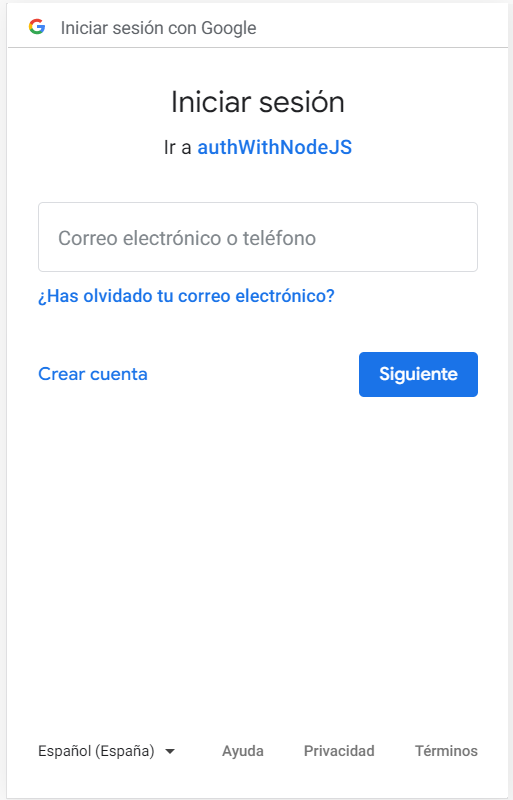 Iniciar sesión con Google
Iniciar sesión
Ir a authWithNodeJS
Correo electrónico o teléfono
¿Has olvidado tu correo electrónico?
Crear cuenta Siguiente
Español (España) Ayuda Privacidad Términos